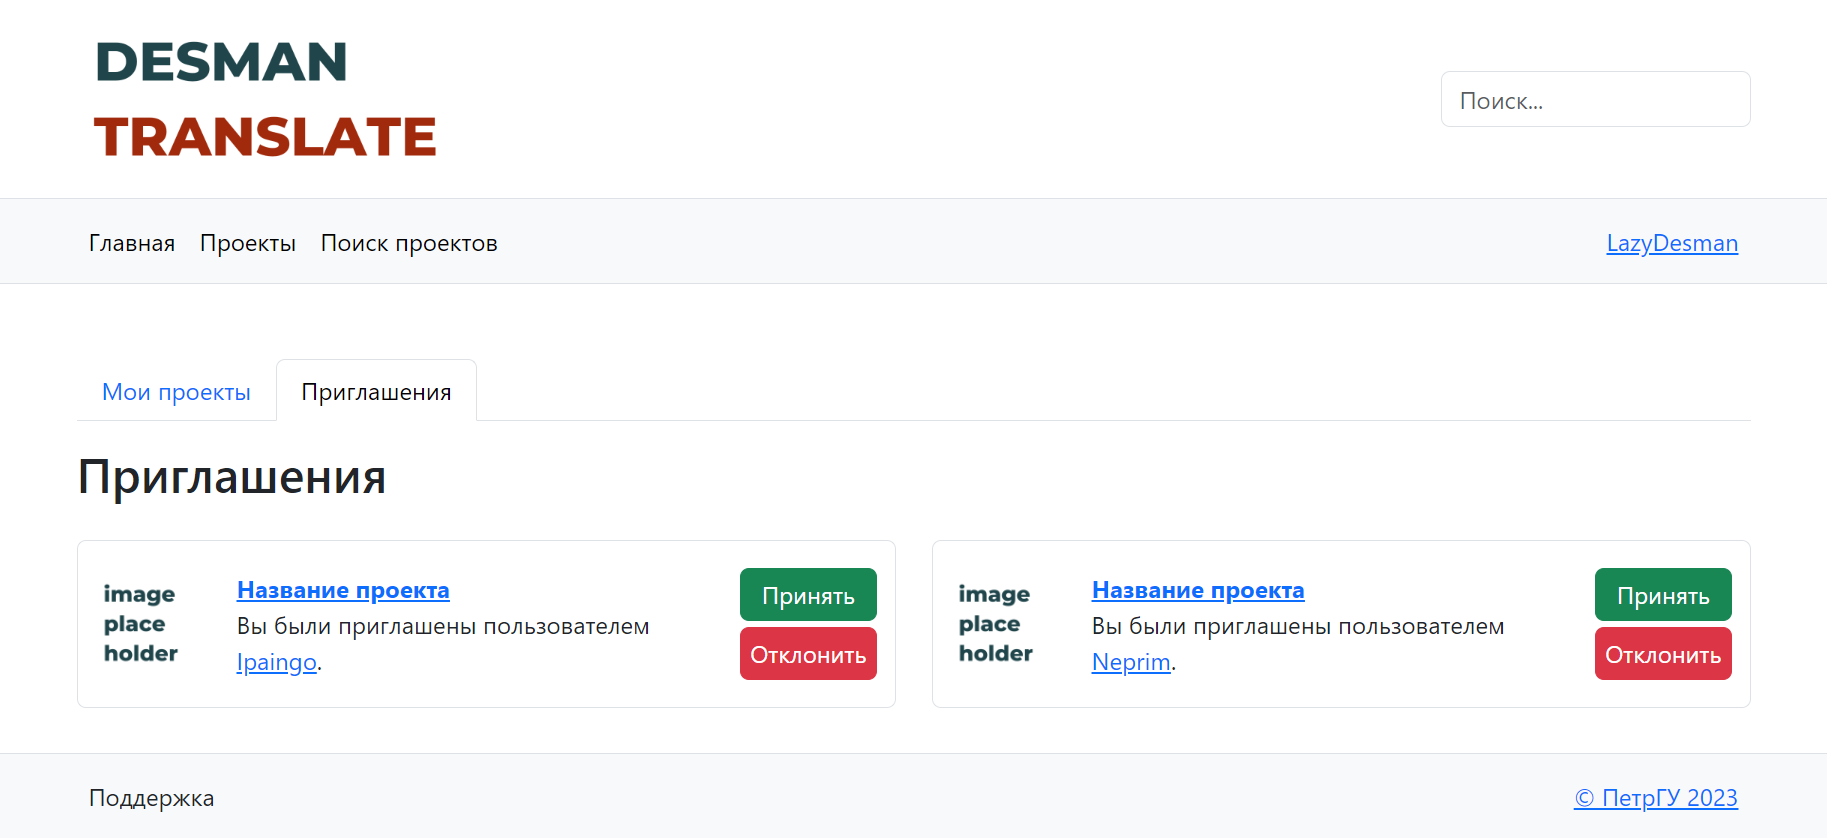 DESMAN
TRANSLATE
Поиск...
Главная Проекты Поиск проектов LazyDesman
Мои проекты Приглашения
Приглашения
image
place
holder
Название проекта
Вы были приглашены пользователем
Ipaingo.
Принять
Отклонить
image
place
holder
Название проекта
Вы были приглашены пользователем
Neprim.
Принять
Отклонить
Поддержка © ПетрГУ 2023